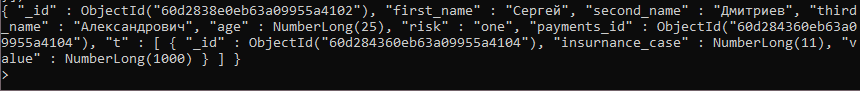 { "_id" : ObjectId("60d2838e0eb63a09955a4102"), "first_name" : "Сергей", "second_name" : "Дмитриев", "third
_name" : "Александрович", "age" : NumberLong(25), "risk" : "one", "payments_id" : ObjectId("60d284360eb63a0
9955a4104"), "t" : [ { "_id" : ObjectId("60d284360eb63a09955a4104"), "insurnance_case" : NumberLong(11), "v
alue" : NumberLong(1000) } ] }
>